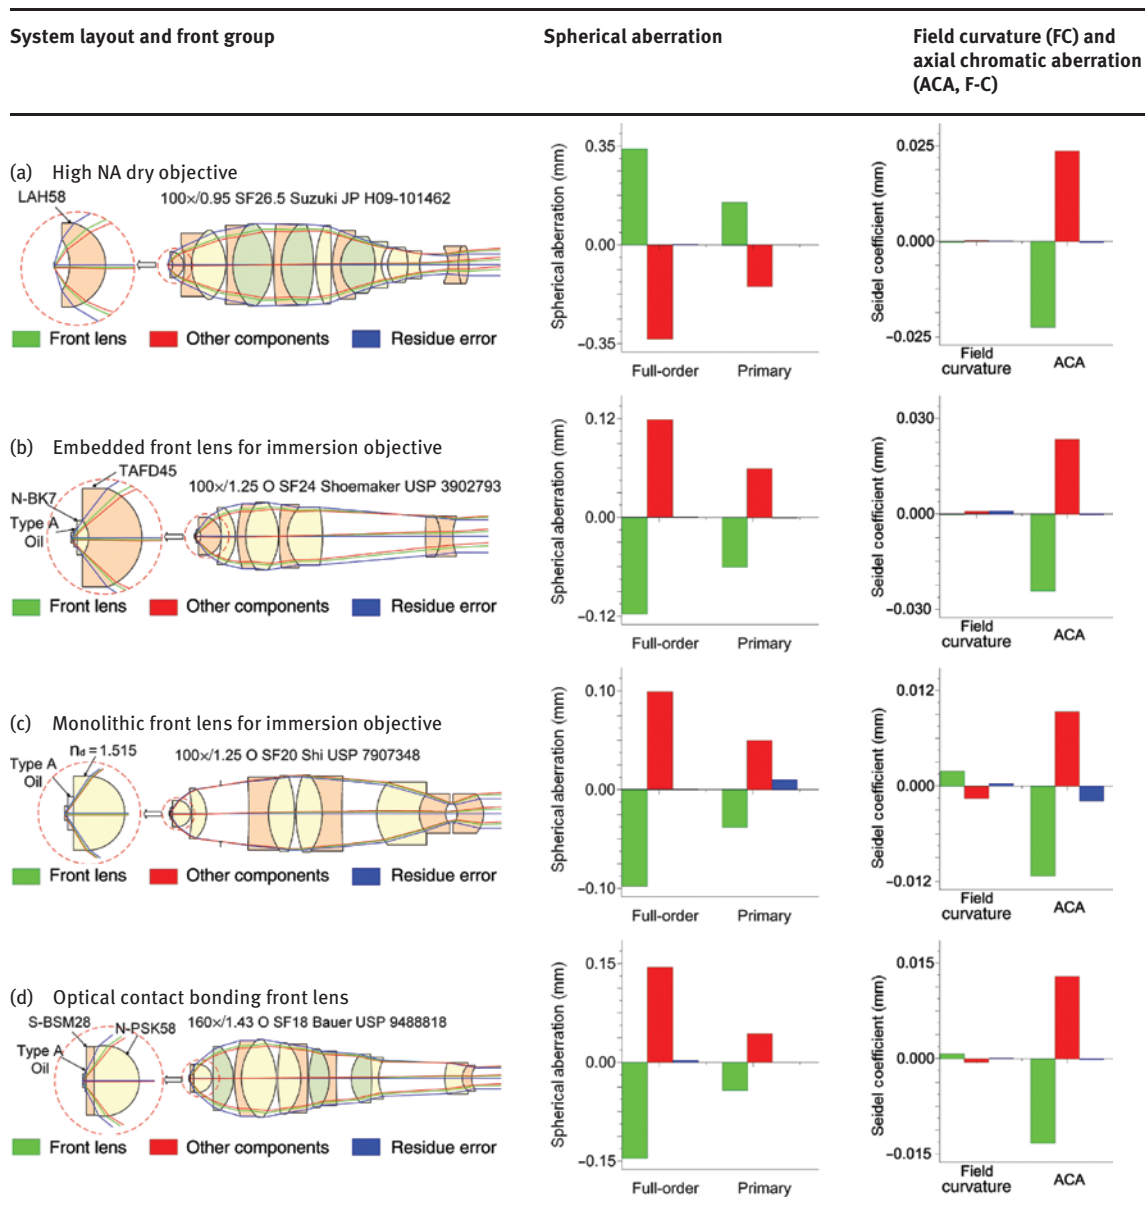 System layout and front group
Spherical aberration
Field curvature (FC) and
axial chromatic aberration
(ACA, F-C)
(a) High NA dry objective
LAH58
100×/0.95 SF26.5 Suzuki JP H09-101462
Front lens
Other components
Residue error
Spherical aberration (mm)
0.35
0.00
−0.35
Full-order
Primary
Seidel coefficient (mm)
0.025
0.000
−0.025
Field
curvature
ACA
(b) Embedded front lens for immersion objective
TAFD45
N-BK7
Type A
Oil
100×/1.25 O SF24 Shoemaker USP 3902793
Front lens
Other components
Residue error
Spherical aberration (mm)
0.12
0.00
−0.12
Full-order
Primary
Seidel coefficient (mm)
0.030
0.000
−0.030
Field
curvature
ACA
(c) Monolithic front lens for immersion objective
nd = 1.515
Type A
Oil
100×/1.25 O SF20 Shi USP 7907348
Front lens
Other components
Residue error
Spherical aberration (mm)
0.10
0.00
−0.10
Full-order
Primary
Seidel coefficient (mm)
0.012
0.000
−0.012
Field
curvature
ACA
(d) Optical contact bonding front lens
S-BSM28
N-PSK58
Type A
Oil
160×/1.43 O SF18 Bauer USP 9488818
Front lens
Other components
Residue error
Spherical aberration (mm)
0.15
0.00
−0.15
Full-order
Primary
Seidel coefficient (mm)
0.015
0.000
−0.015
Field
curvature
ACA